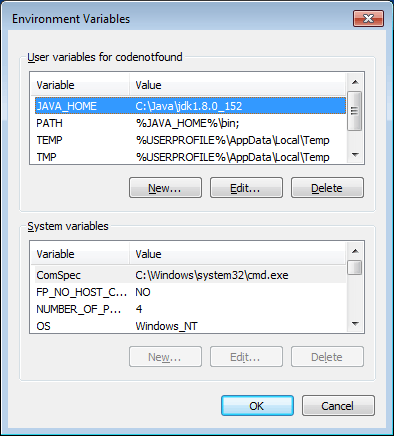 Environment Variables
User variables for codenotfound
Variable Value
JAVA_HOME C:\Java\jdk1.8.0_152
PATH %JAVA_HOME%\bin;
TEMP %USERPROFILE%\AppData\Local\Temp
TMP %USERPROFILE%\AppData\Local\Temp
New... Edit... Delete
System variables
Variable Value
ComSpec C:\Windows\system32\cmd.exe
FP_NO_HOST_C... NO
NUMBER_OF_P... 4
OS Windows_NT
New... Edit... Delete
OK Cancel